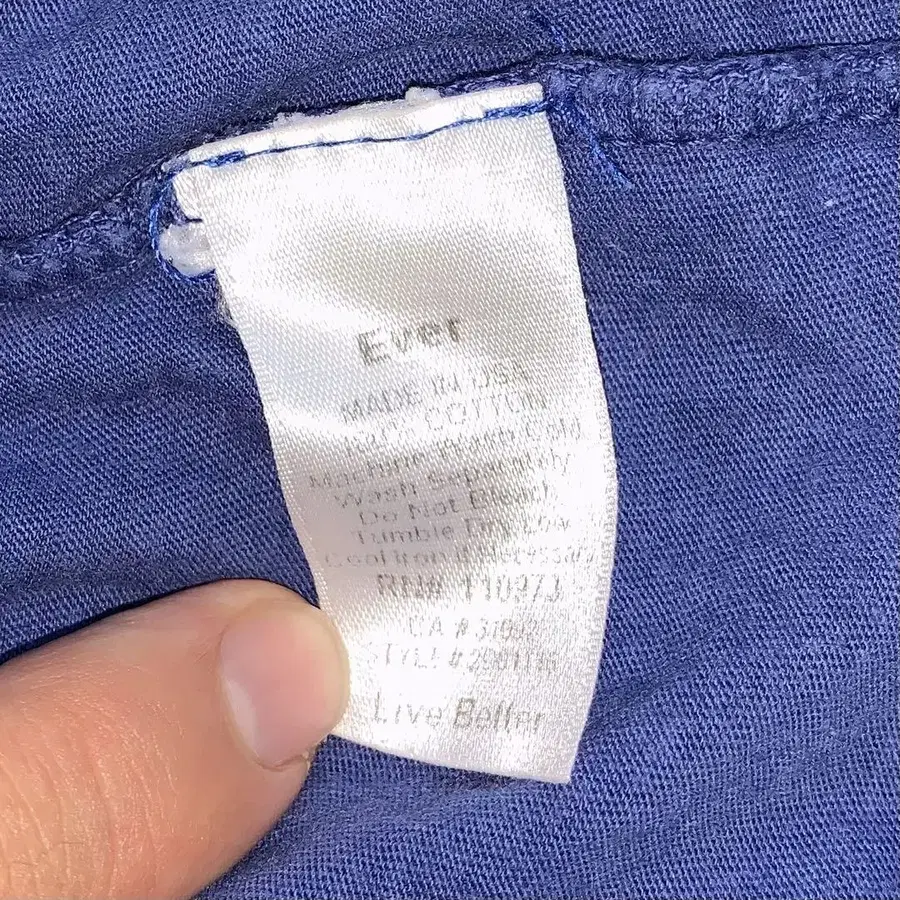 Ever
MADE IN USA
100% COTTON
Machine Wash Cold
Wash Separately
Do Not Bleach
Tumble Dry Low
Cool Iron if Necessary
RN#
CA #
STYLE #
Live Better